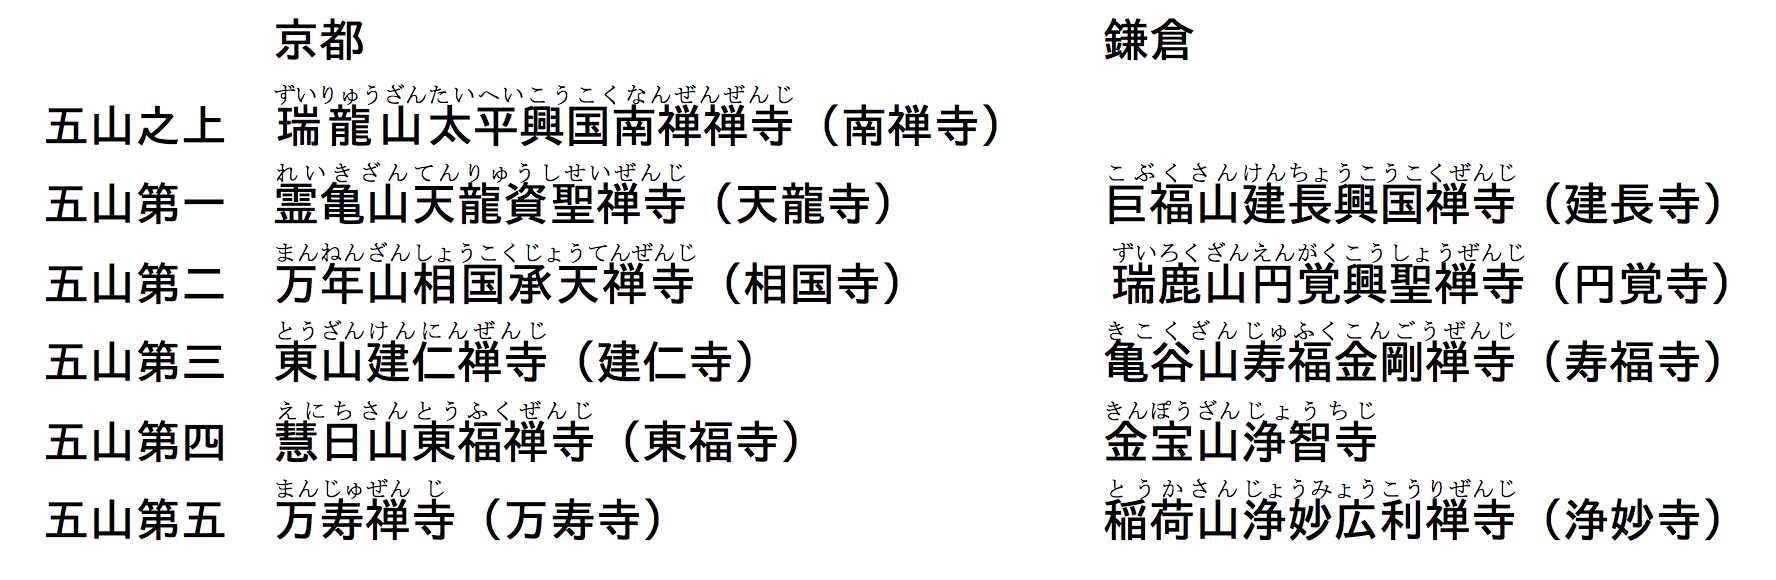 京都 鎌倉
ずいりゅうざんたいへいこうこくなんぜんぜんじ
五山之上 瑞龍山太平興国南禅禅寺（南禅寺）
れいきざんてんりゅうしせいぜんじ こぶくさんけんちょうこうこくぜんじ
五山第一 霊亀山天龍資聖禅寺（天龍寺） 巨福山建長興国禅寺（建長寺）
まんねんざんしょうこくじょうてんぜんじ ずいろくざんえんがくこうしょうぜんじ
五山第二 万年山相国承天禅寺（相国寺） 瑞鹿山円覚興聖禅寺（円覚寺）
とうざんけんにんぜんじ きこくざんじゅふくこんごうぜんじ
五山第三 東山建仁禅寺（建仁寺） 亀谷山寿福金剛禅寺（寿福寺）
えにちさんとうふくぜんじ きんぽうざんじょうちじ
五山第四 慧日山東福禅寺（東福寺） 金宝山浄智寺
まんじゅぜんじ とうかさんじょうみょうこうりぜんじ
五山第五 万寿禅寺（万寿寺） 稲荷山浄妙広利禅寺（浄妙寺）